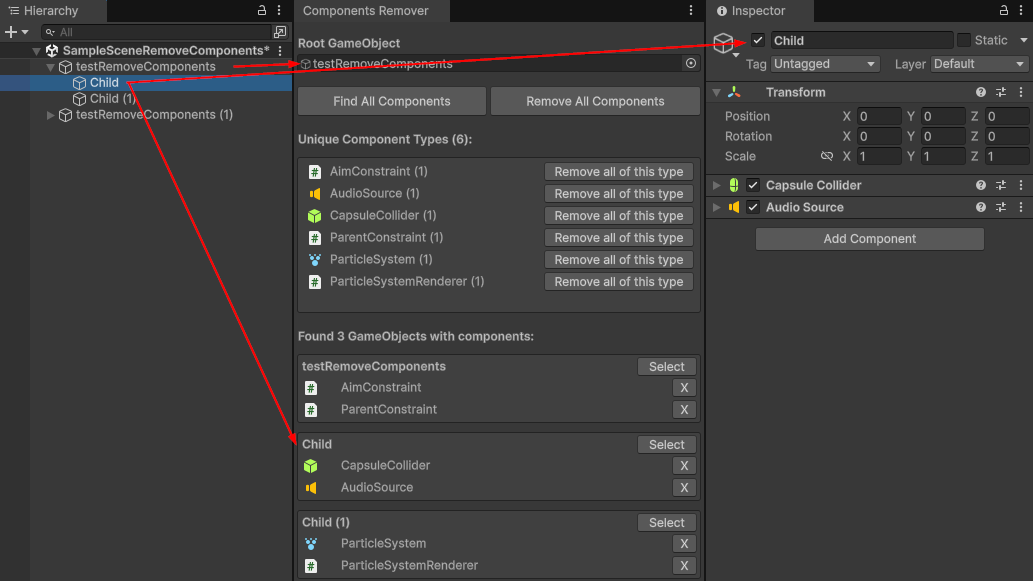 Hierarchy
All
SampleSceneRemoveComponents*
testRemoveComponents
Child
Child (1)
testRemoveComponents (1)
Components Remover
Root GameObject
testRemoveComponents
Find All Components
Remove All Components
Unique Component Types (6):
AimConstraint (1) Remove all of this type
AudioSource (1) Remove all of this type
CapsuleCollider (1) Remove all of this type
ParentConstraint (1) Remove all of this type
ParticleSystem (1) Remove all of this type
ParticleSystemRenderer (1) Remove all of this type
Found 3 GameObjects with components:
testRemoveComponents Select
AimConstraint X
ParentConstraint X
Child Select
CapsuleCollider X
AudioSource X
Child (1) Select
ParticleSystem X
ParticleSystemRenderer X
Inspector
Child Static
Tag Untagged Layer Default
Transform
Position X 0 Y 0 Z 0
Rotation X 0 Y 0 Z 0
Scale X 1 Y 1 Z 1
Capsule Collider
Audio Source
Add Component